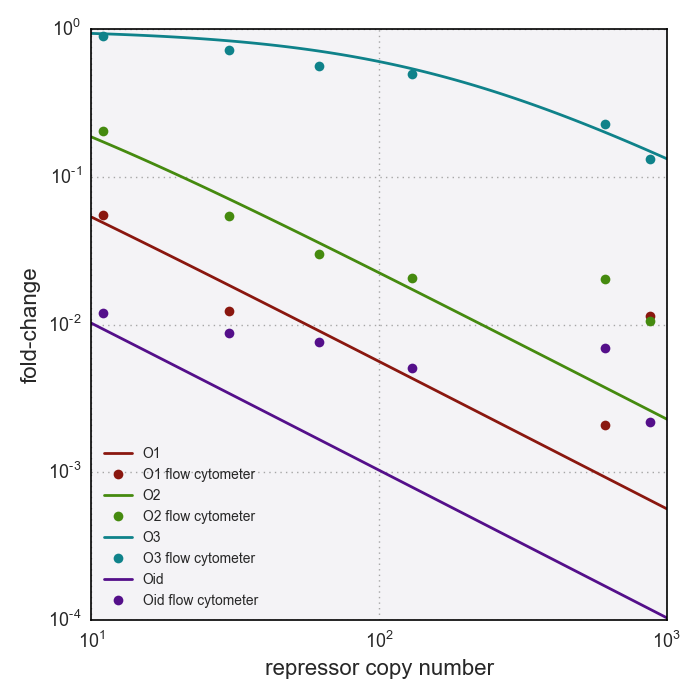 10^0
10^-1
10^-2
10^-3
10^-4
fold-change
O1
O1 flow cytometer
O2
O2 flow cytometer
O3
O3 flow cytometer
Oid
Oid flow cytometer
10^1 10^2 10^3
repressor copy number